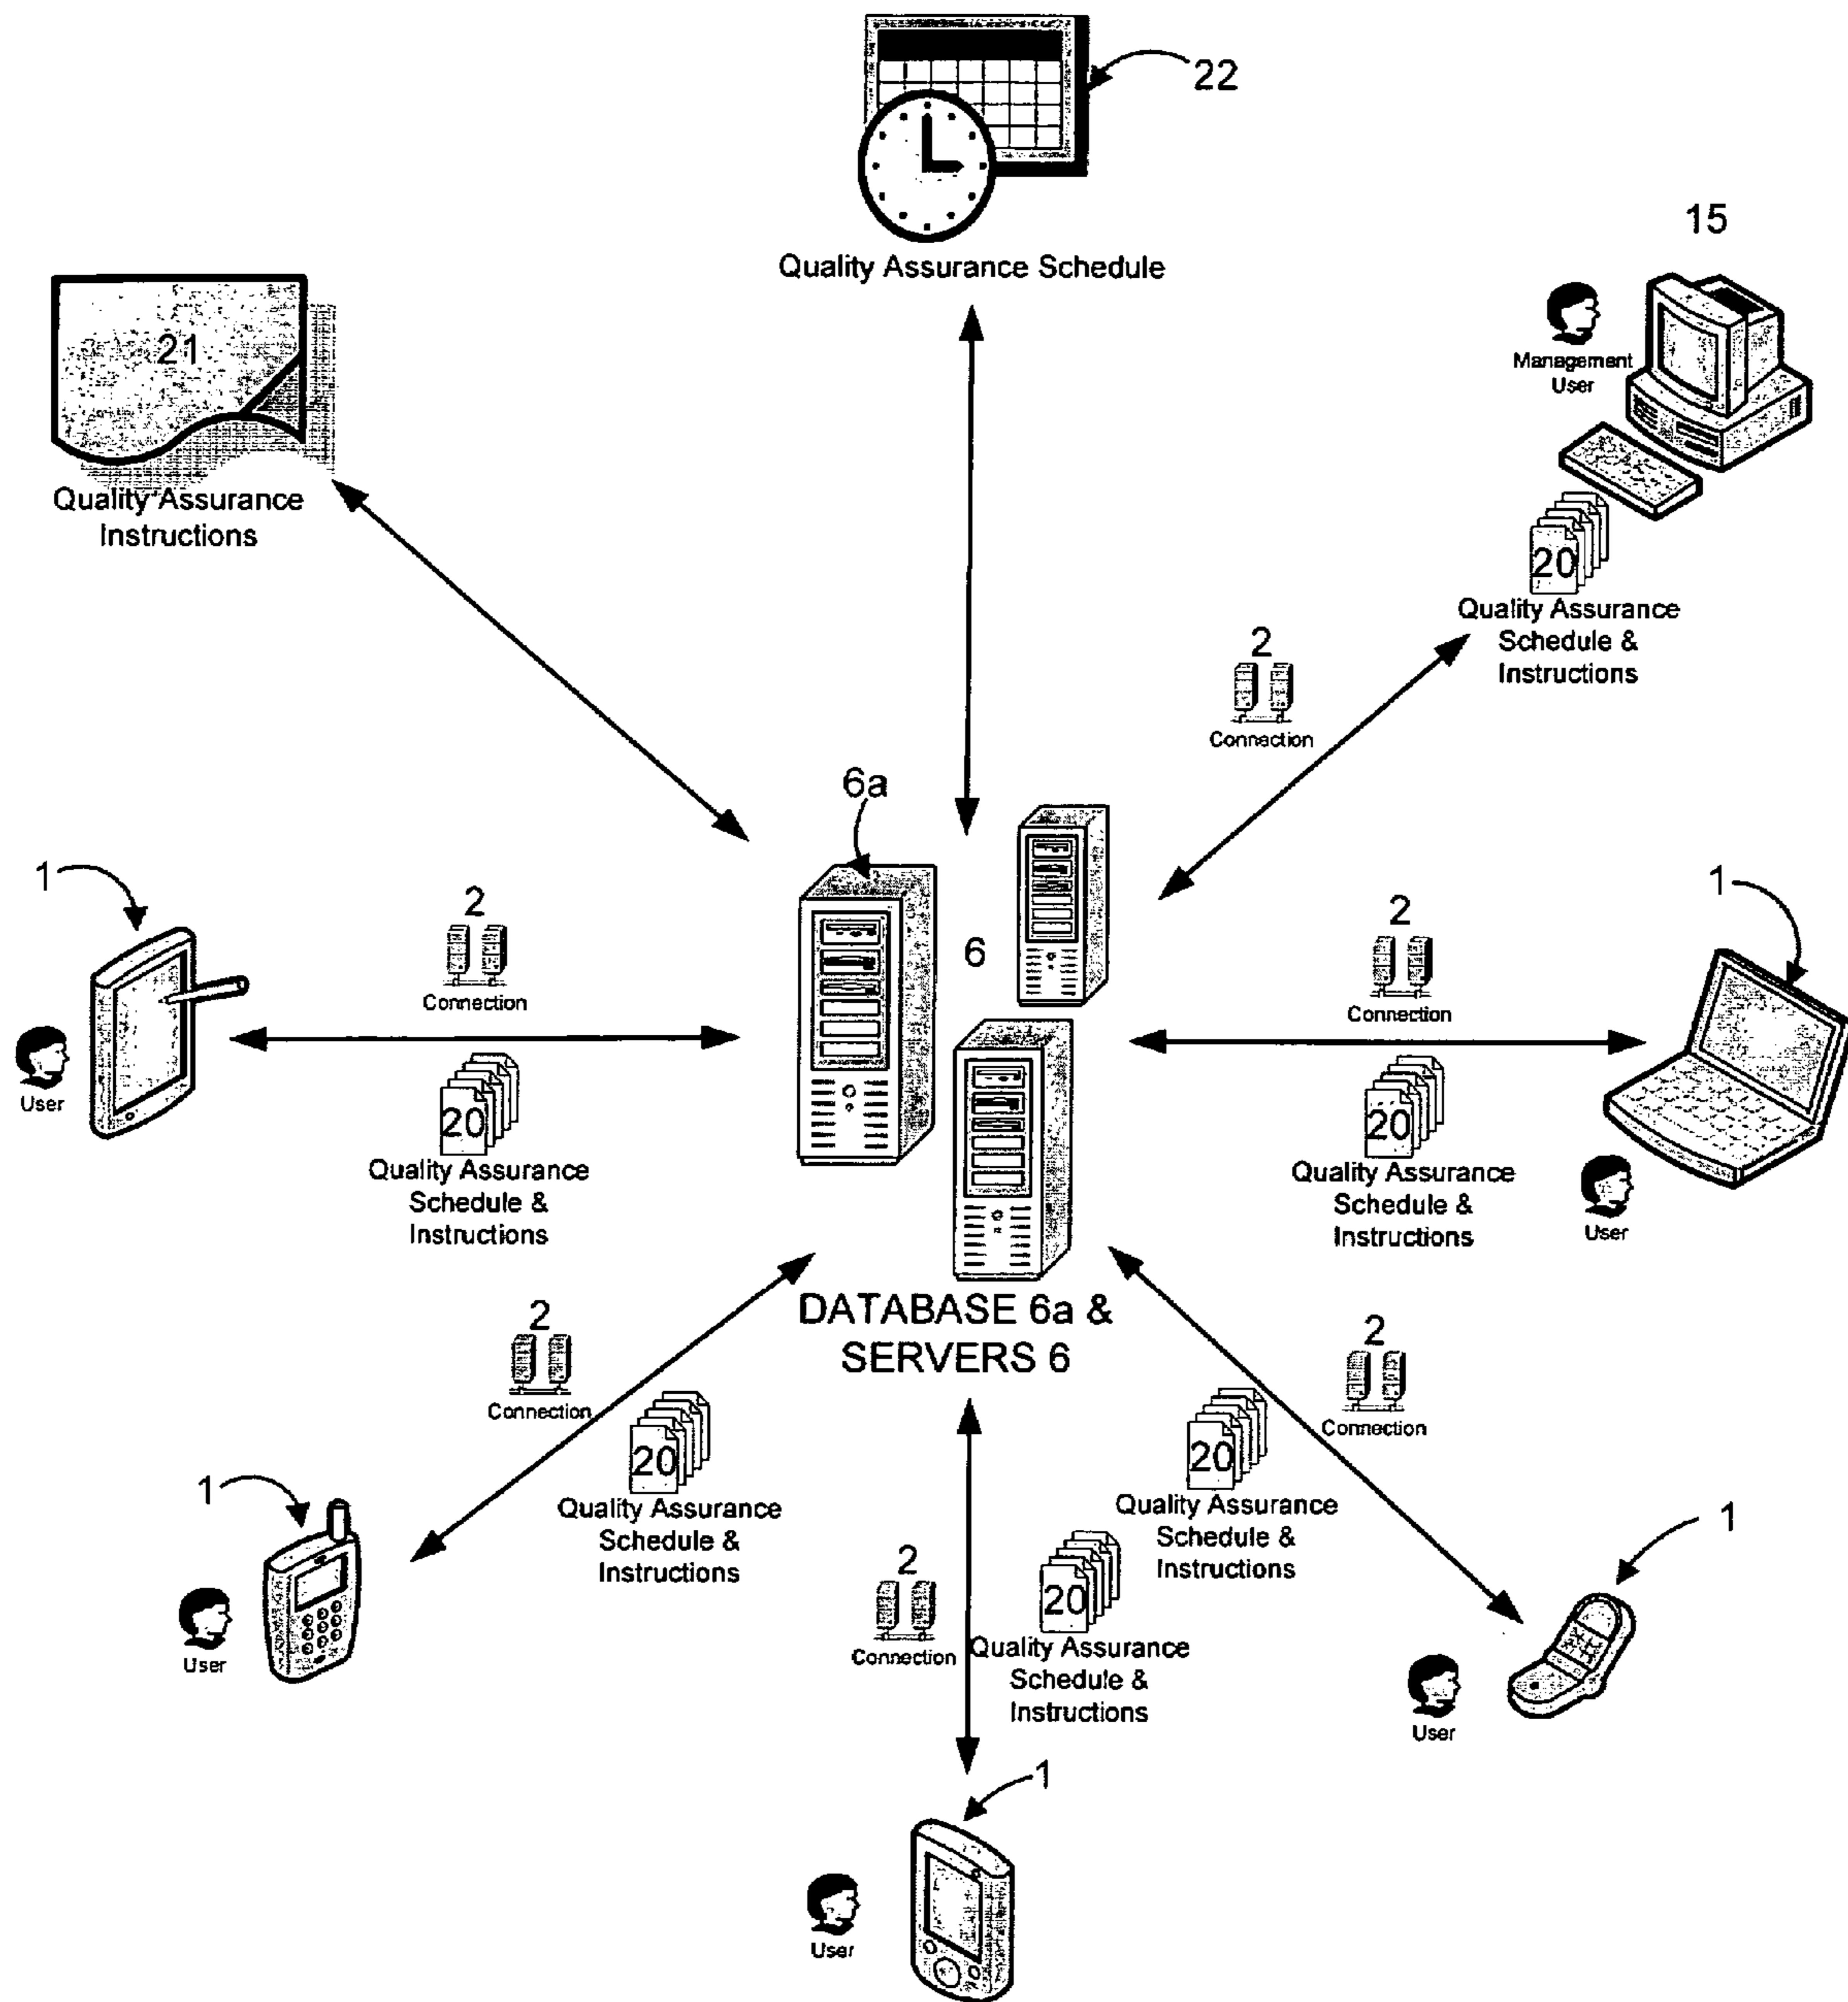 22
Quality Assurance Schedule
15
Management
User
21
Quality Assurance
Instructions
20
Quality Assurance
Schedule &
Instructions
2
Connection
6a
6
1
2
Connection
User
20
Quality Assurance
Schedule &
Instructions
1
2
Connection
20
Quality Assurance
Schedule &
Instructions
User
DATABASE 6a &
SERVERS 6
2
Connection
20
Quality Assurance
Schedule &
Instructions
1
User
2
Connection
20
Quality Assurance
Schedule &
Instructions
1
User
2
Connection
20
Quality Assurance
Schedule &
Instructions
1
User